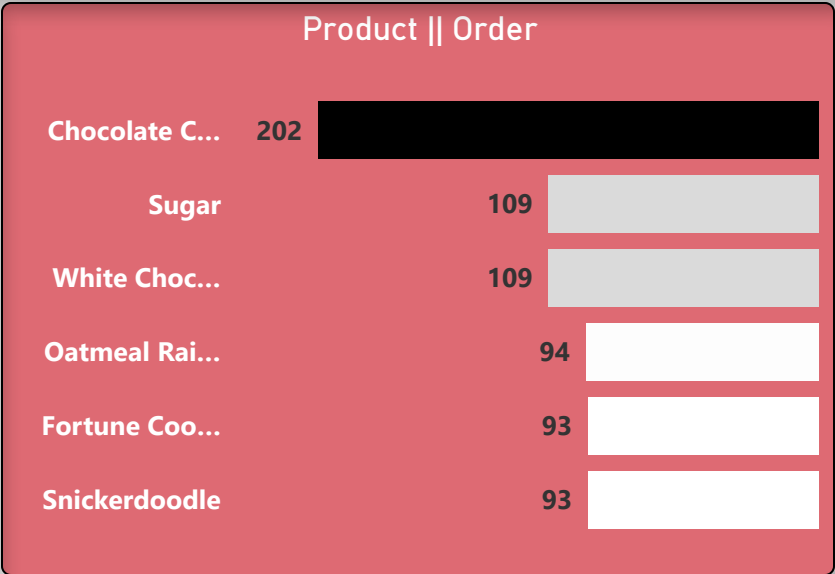 Product || Order
Chocolate C... 202
Sugar 109
White Choc... 109
Oatmeal Rai... 94
Fortune Coo... 93
Snickerdoodle 93